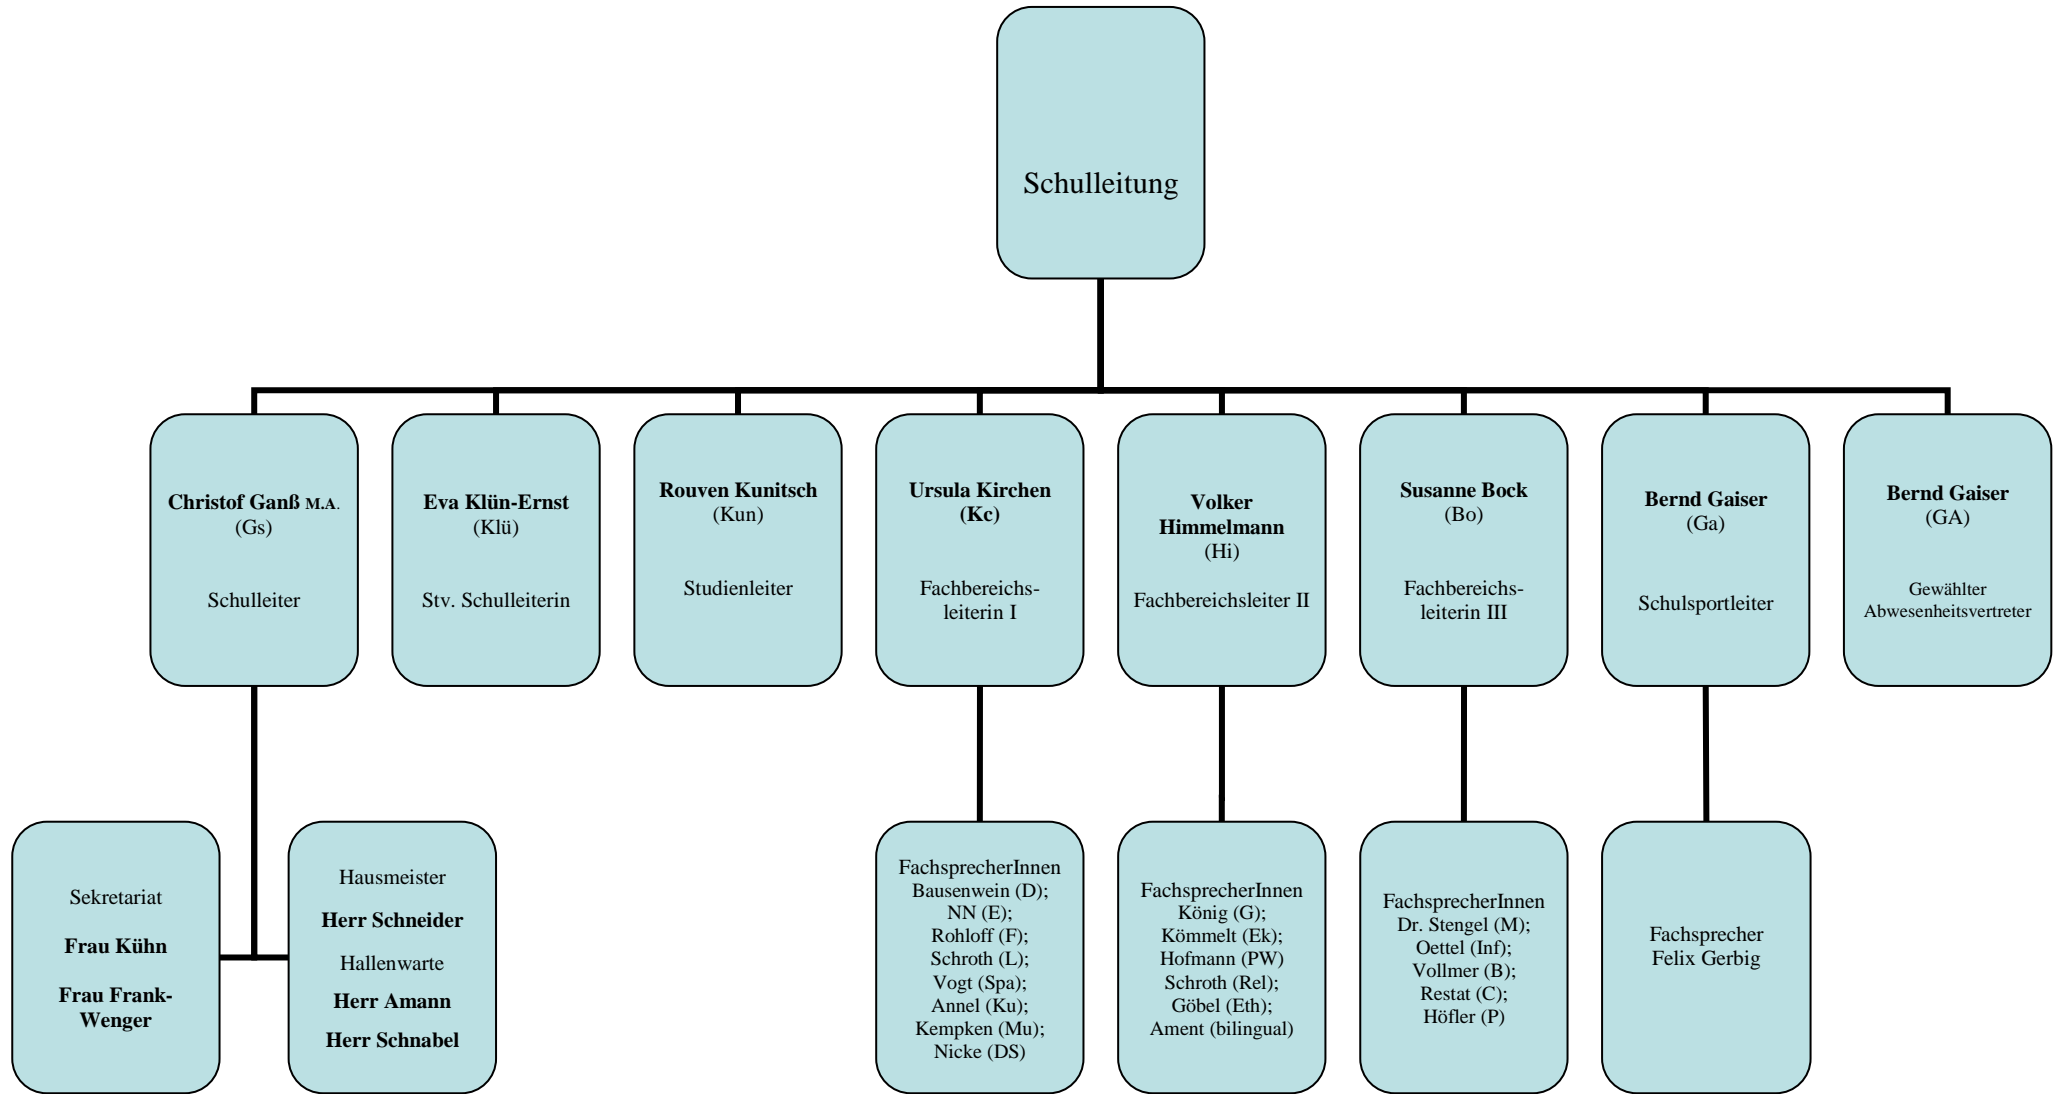 Schulleitung
Christof Ganß M.A.
(Gs)
Schulleiter
Eva Klün-Ernst
(Klü)
Stv. Schulleiterin
Rouven Kunitsch
(Kun)
Studienleiter
Ursula Kirchen
(Kc)
Fachbereichs-
leiterin I
Volker
Himmelmann
(Hi)
Fachbereichsleiter II
Susanne Bock
(Bo)
Fachbereichs-
leiterin III
Bernd Gaiser
(Ga)
Schulsportleiter
Bernd Gaiser
(GA)
Gewählter
Abwesenheitsvertreter
Sekretariat
Frau Kühn
Frau Frank-
Wenger
Hausmeister
Herr Schneider
Hallenwarte
Herr Amann
Herr Schnabel
FachsprecherInnen
Bausenwein (D);
NN (E);
Rohloff (F);
Schroth (L);
Vogt (Spa);
Annel (Ku);
Kempken (Mu);
Nicke (DS)
FachsprecherInnen
König (G);
Kömmelt (Ek);
Hofmann (PW)
Schroth (Rel);
Göbel (Eth);
Ament (bilingual)
FachsprecherInnen
Dr. Stengel (M);
Oettel (Inf);
Vollmer (B);
Restat (C);
Höfler (P)
Fachsprecher
Felix Gerbig